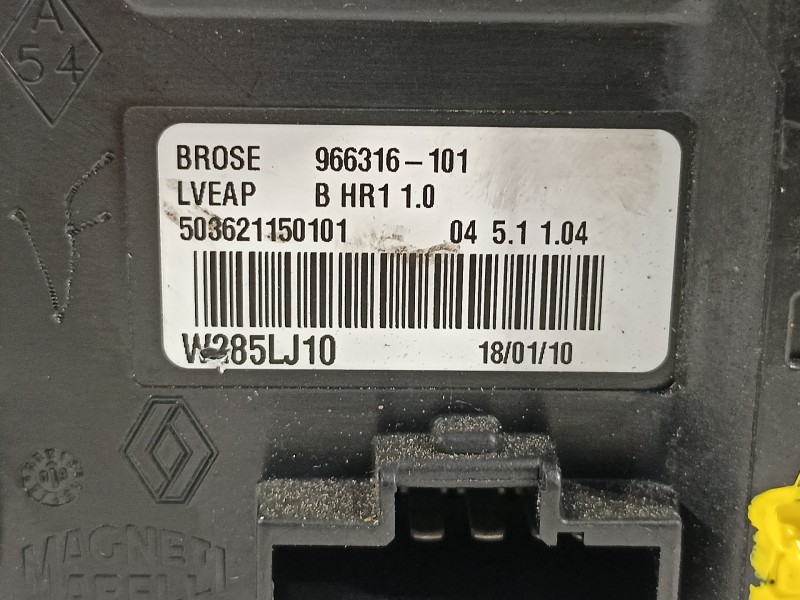 A
54
BROSE 966316-101
LVEAP B HR1 1.0
503621150101 04 5.1 1.04
W285LJ10 18/01/10
MAGNETI